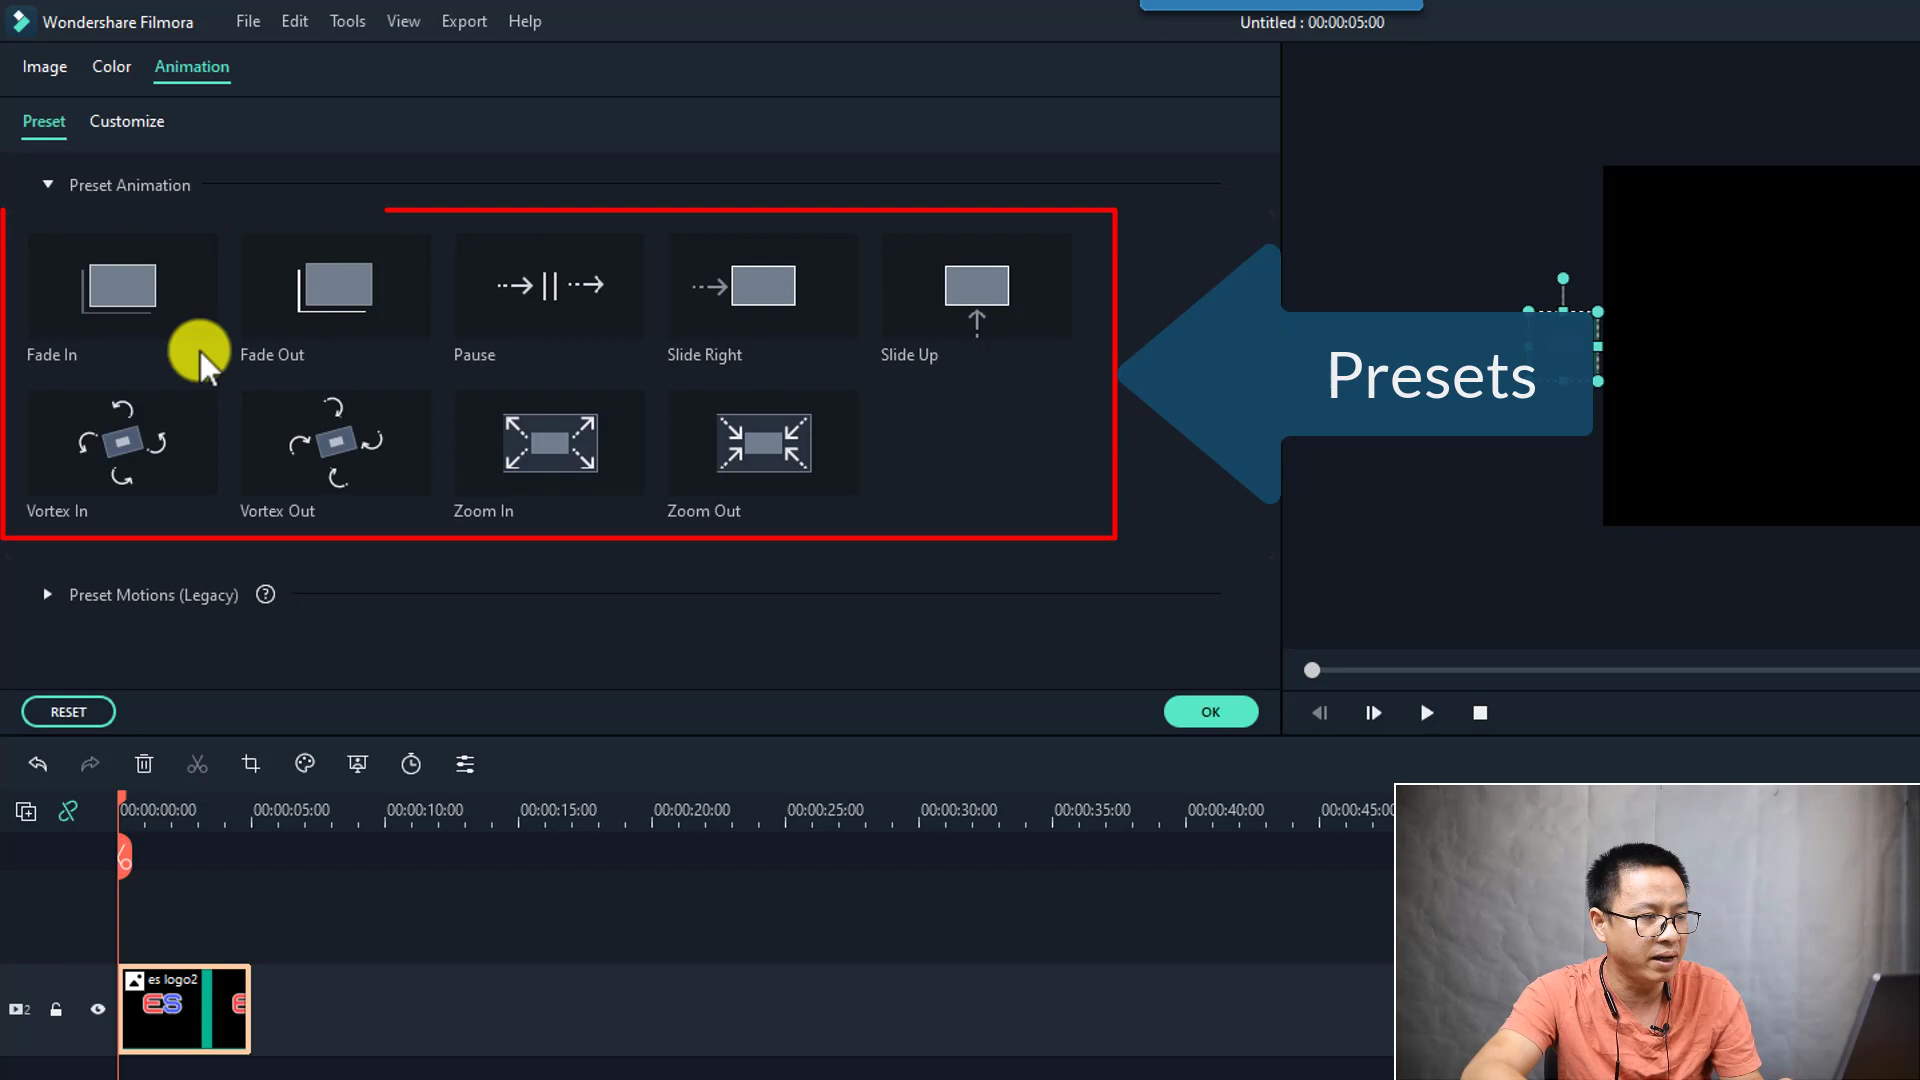 Wondershare Filmora
File Edit Tools View Export Help
Untitled : 00:00:05:00
Image Color Animation
Preset Customize
Preset Animation
Fade In Fade Out Pause Slide Right Slide Up
Presets
Vortex In Vortex Out Zoom In Zoom Out
Preset Motions (Legacy) ?
RESET OK
00:00:00:00 00:00:05:00 00:00:10:00 00:00:15:00 00:00:20:00 00:00:25:00 00:00:30:00 00:00:35:00 00:00:40:00 00:00:45:00
es logo2
ES E
2